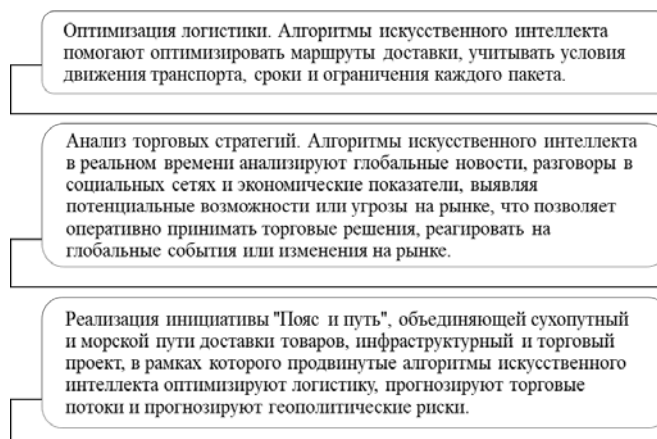 Оптимизация логистики. Алгоритмы искусственного интеллекта
помогают оптимизировать маршруты доставки, учитывать условия
движения транспорта, сроки и ограничения каждого пакета.
Анализ торговых стратегий. Алгоритмы искусственного интеллекта
в реальном времени анализируют глобальные новости, разговоры в
социальных сетях и экономические показатели, выявляя
потенциальные возможности или угрозы на рынке, что позволяет
оперативно принимать торговые решения, реагировать на
глобальные события или изменения на рынке.
Реализация инициативы "Пояс и путь", объединяющей сухопутный
и морской пути доставки товаров, инфраструктурный и торговый
проект, в рамках которого продвинутые алгоритмы искусственного
интеллекта оптимизируют логистику, прогнозируют торговые
потоки и прогнозируют геополитические риски.